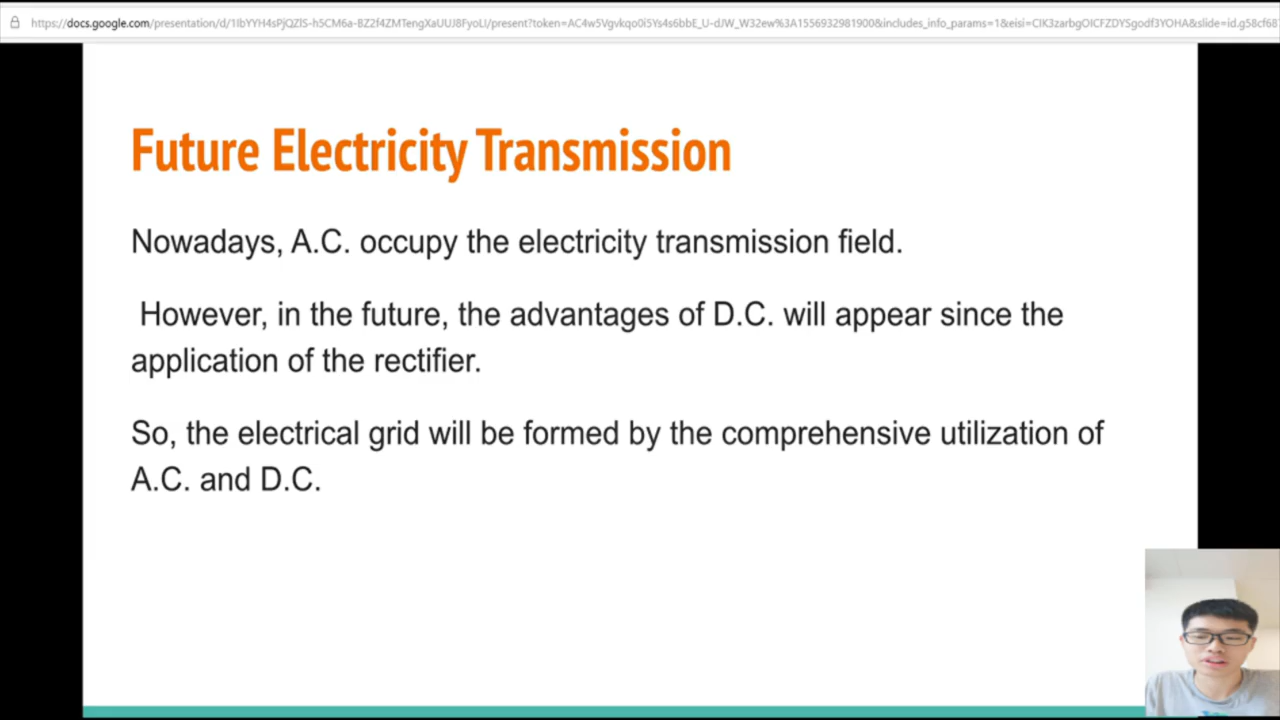 https://docs.google.com/presentation/d/1IbYYH4sPjQZlS-h5CM6a-BZ2f4ZMTengXaUUJ8FyoLI/present?token=AC4w5Vgvkqo0i5Ys4s6bbE_U-dJW_W32ew%3A1556932981900&includes_info_params=1&eisi=CIK3zarbgOICFZDYSgodf3YOHA&slide=id.g58cf68
Future Electricity Transmission
Nowadays, A.C. occupy the electricity transmission field.
However, in the future, the advantages of D.C. will appear since the
application of the rectifier.
So, the electrical grid will be formed by the comprehensive utilization of
A.C. and D.C.